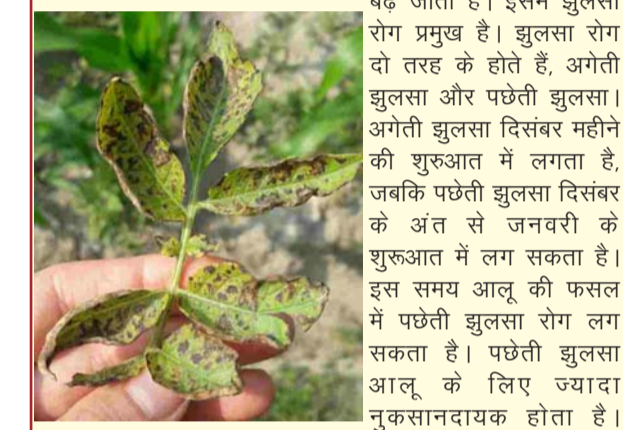 बढ़ जाता है। इसमें झुलसा
रोग प्रमुख है। झुलसा रोग
दो तरह के होते हैं, अगेती
झुलसा और पछेती झुलसा।
अगेती झुलसा दिसंबर महीने
की शुरुआत में लगता है,
जबकि पछेती झुलसा दिसंबर
के अंत से जनवरी के
शुरूआत में लग सकता है।
इस समय आलू की फसल
में पछेती झुलसा रोग लग
सकता है। पछेती झुलसा
आलू के लिए ज्यादा
नुकसानदायक होता है।